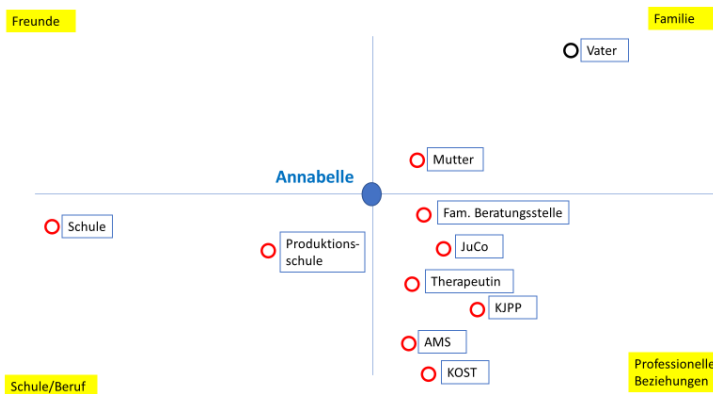 Freunde
Familie
Vater
Mutter
Annabelle
Fam. Beratungsstelle
Schule
Produktions-
schule
JuCo
Therapeutin
KJPP
AMS
KOST
Professionelle
Beziehungen
Schule/Beruf